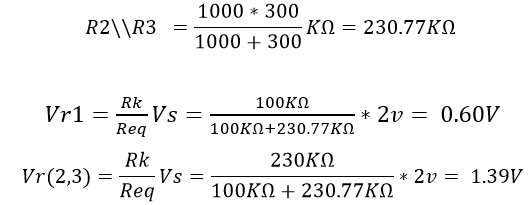 R2\\R3 = 1000 * 300 / 1000 + 300 KΩ = 230.77KΩ
Vr1 = Rk / Req Vs = 100KΩ / 100KΩ+230.77KΩ * 2v = 0.60V
Vr(2,3) = Rk / Req Vs = 230KΩ / 100KΩ + 230.77KΩ * 2v = 1.39V